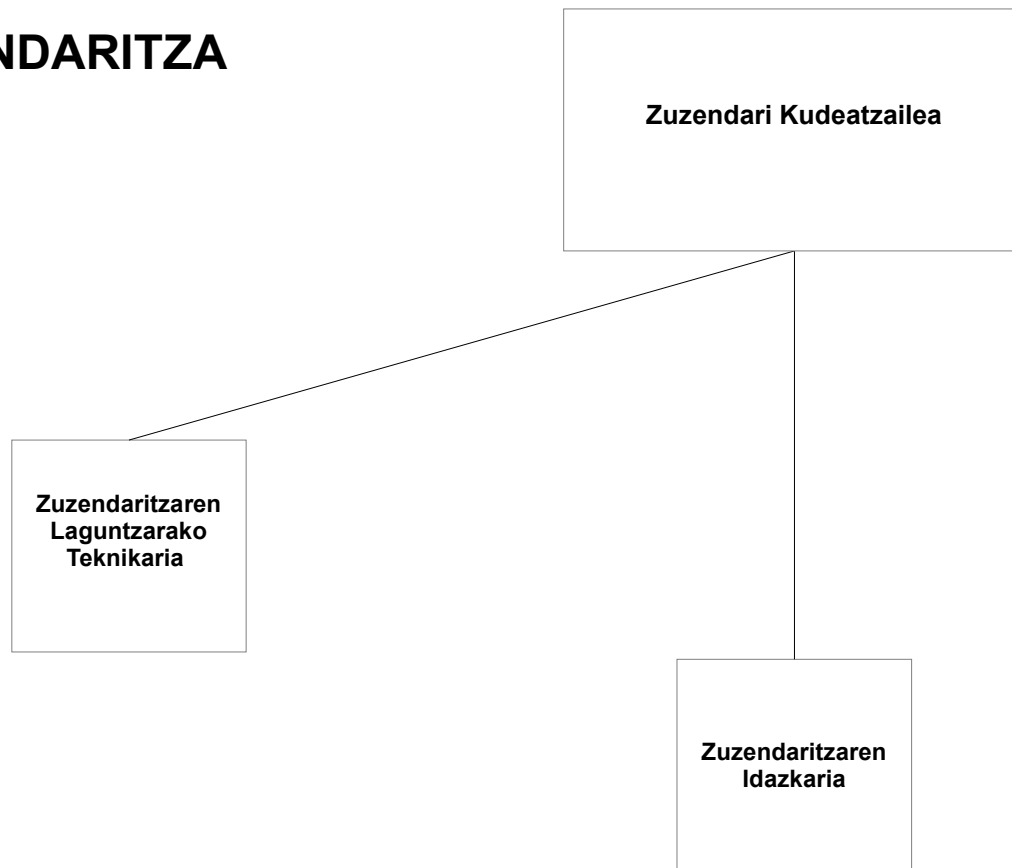 NDARITZA
Zuzendari Kudeatzailea
Zuzendaritzaren
Laguntzarako
Teknikaria
Zuzendaritzaren
Idazkaria